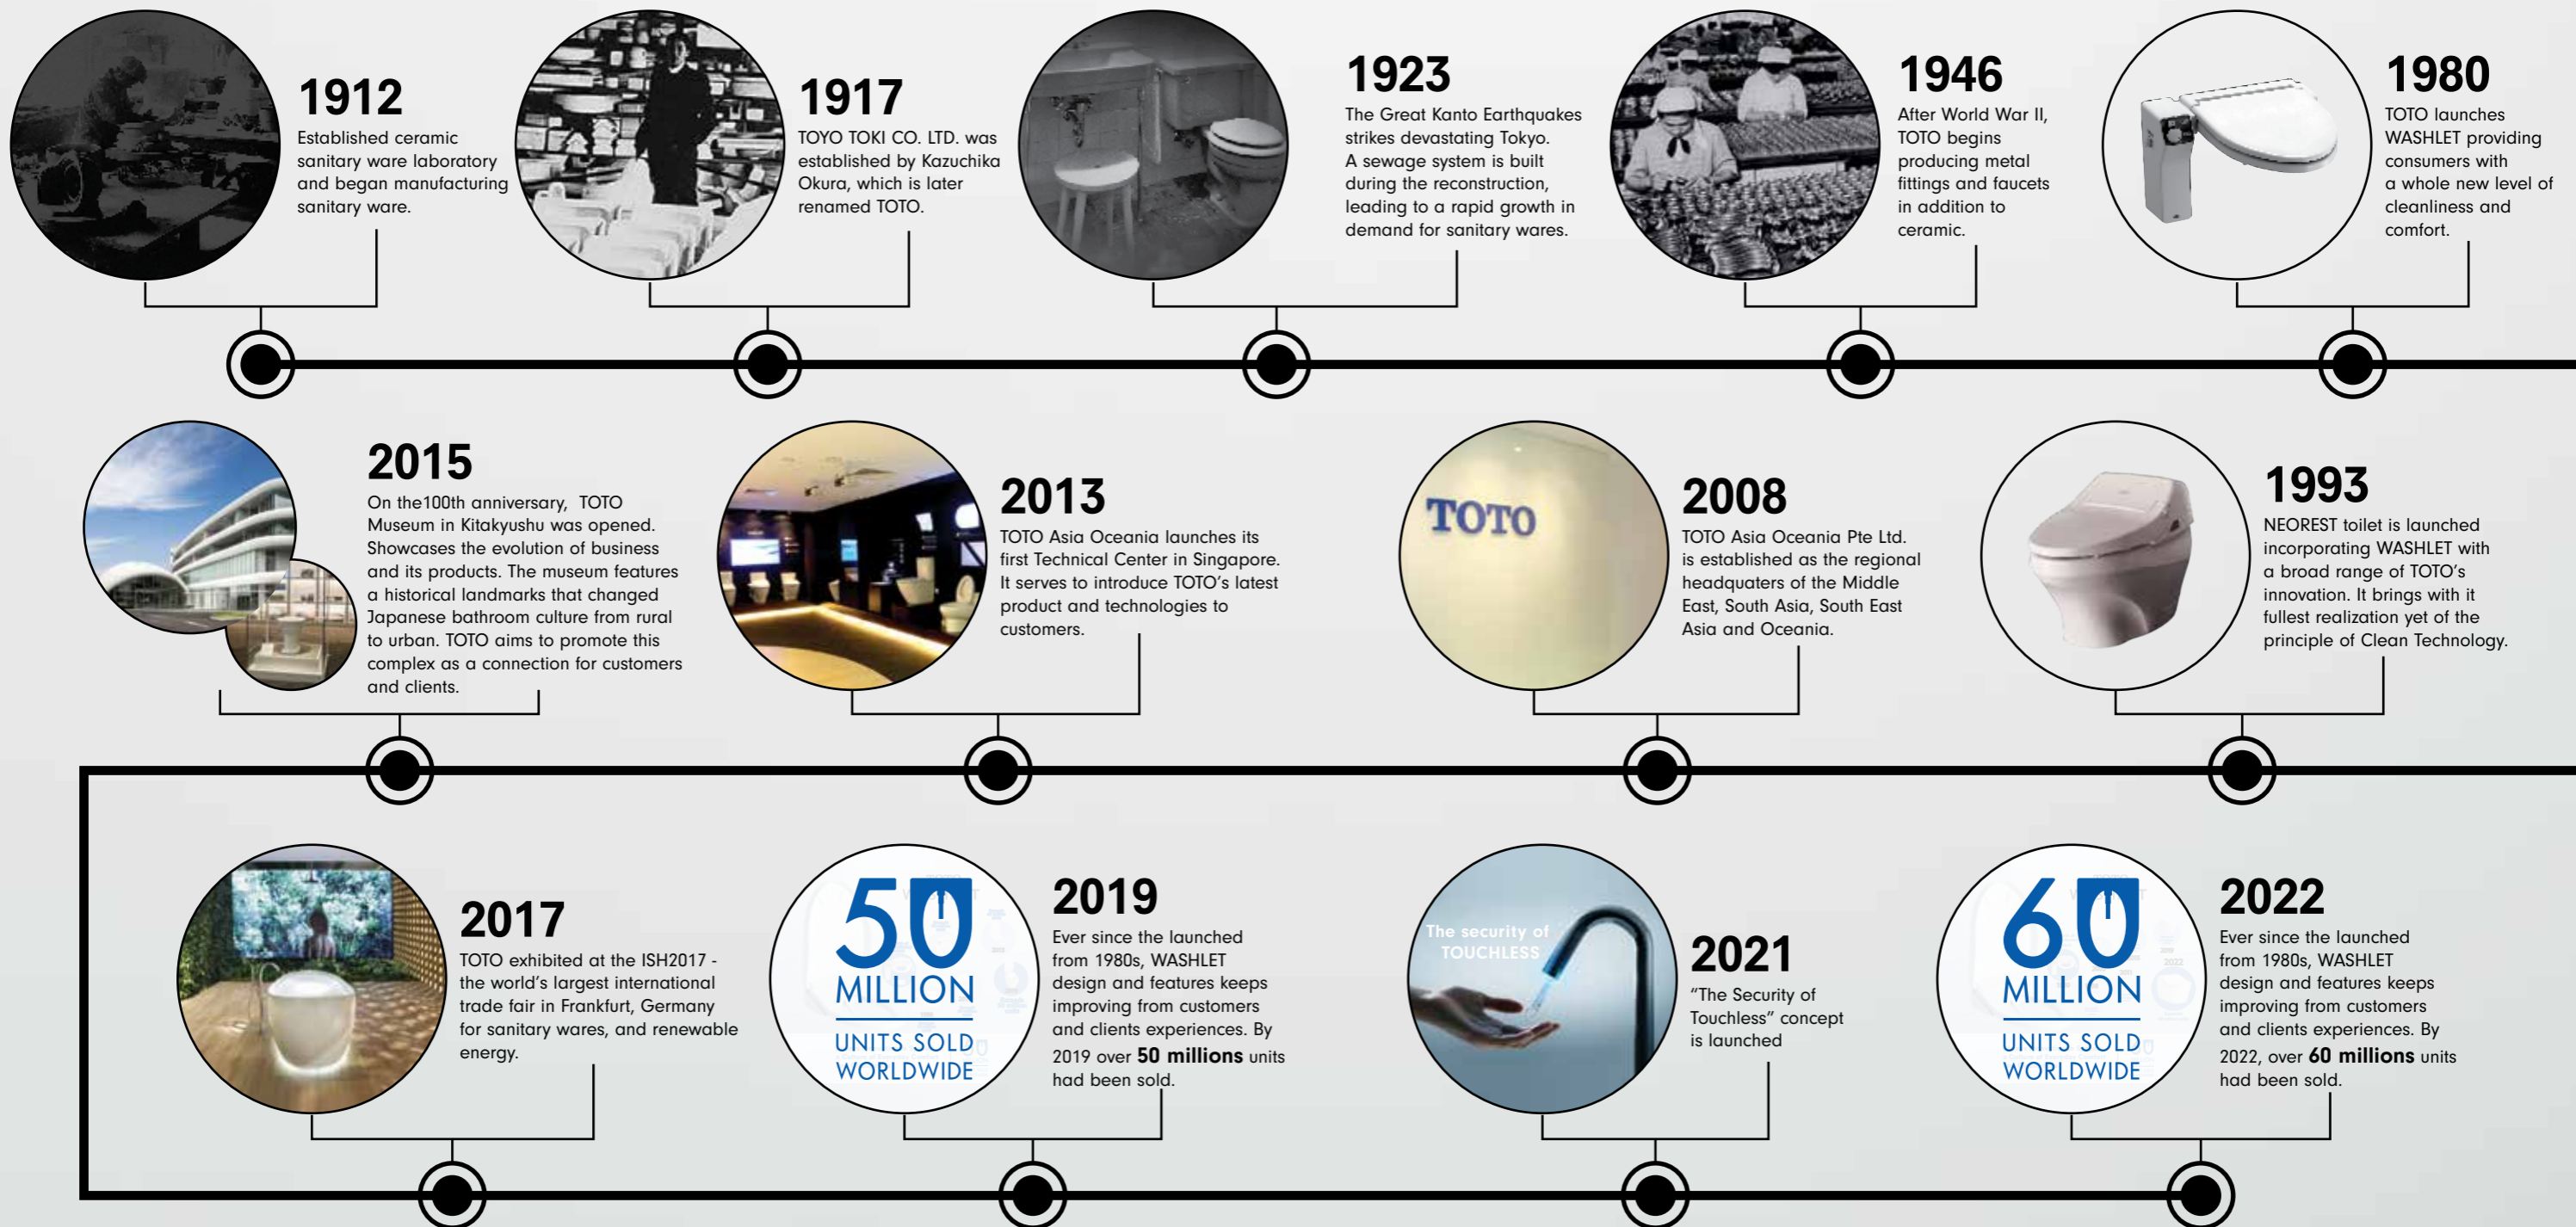 1912
Established ceramic
sanitary ware laboratory
and began manufacturing
sanitary ware.
1917
TOYO TOKI CO. LTD. was
established by Kazuchika
Okura, which is later
renamed TOTO.
1923
The Great Kanto Earthquakes
strikes devastating Tokyo.
A sewage system is built
during the reconstruction,
leading to a rapid growth in
demand for sanitary wares.
1946
After World War II,
TOTO begins
producing metal
fittings and faucets
in addition to
ceramic.
1980
TOTO launches
WASHLET providing
consumers with
a whole new level of
cleanliness and
comfort.
2015
On the100th anniversary, TOTO
Museum in Kitakyushu was opened.
Showcases the evolution of business
and its products. The museum features
a historical landmarks that changed
Japanese bathroom culture from rural
to urban. TOTO aims to promote this
complex as a connection for customers
and clients.
2013
TOTO Asia Oceania launches its
first Technical Center in Singapore.
It serves to introduce TOTO's latest
product and technologies to
customers.
TOTO
2008
TOTO Asia Oceania Pte Ltd.
is established as the regional
headquaters of the Middle
East, South Asia, South East
Asia and Oceania.
1993
NEOREST toilet is launched
incorporating WASHLET with
a broad range of TOTO's
innovation. It brings with it
fullest realization yet of the
principle of Clean Technology.
2017
TOTO exhibited at the ISH2017 -
the world's largest international
trade fair in Frankfurt, Germany
for sanitary wares, and renewable
energy.
50
MILLION
UNITS SOLD
WORLDWIDE
2019
Ever since the launched
from 1980s, WASHLET
design and features keeps
improving from customers
and clients experiences. By
2019 over 50 millions units
had been sold.
The security of
TOUCHLESS
2021
"The Security of
Touchless" concept
is launched
60
MILLION
UNITS SOLD
WORLDWIDE
2022
Ever since the launched
from 1980s, WASHLET
design and features keeps
improving from customers
and clients experiences. By
2022, over 60 millions units
had been sold.